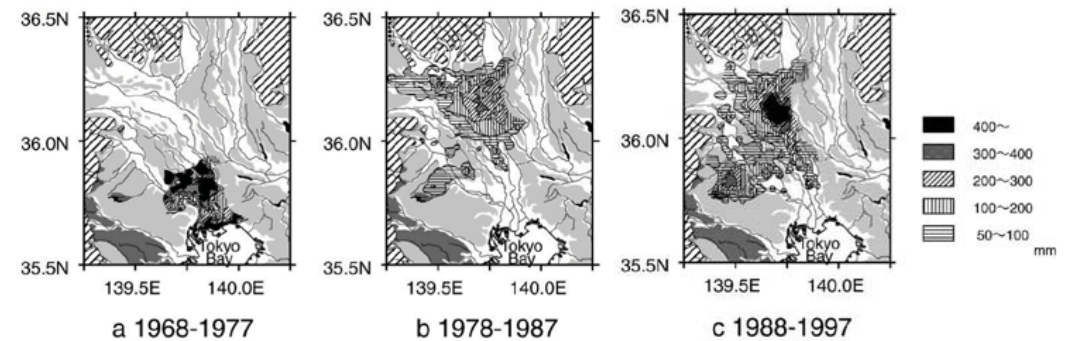 36.5N
36.0N
35.5N
139.5E 140.0E
Tokyo
Bay
a 1968-1977
36.5N
36.0N
35.5N
139.5E 140.0E
Tokyo
Bay
b 1978-1987
36.5N
36.0N
35.5N
139.5E 140.0E
Tokyo
Bay
c 1988-1997
400～
300～400
200～300
100～200
50～100
mm